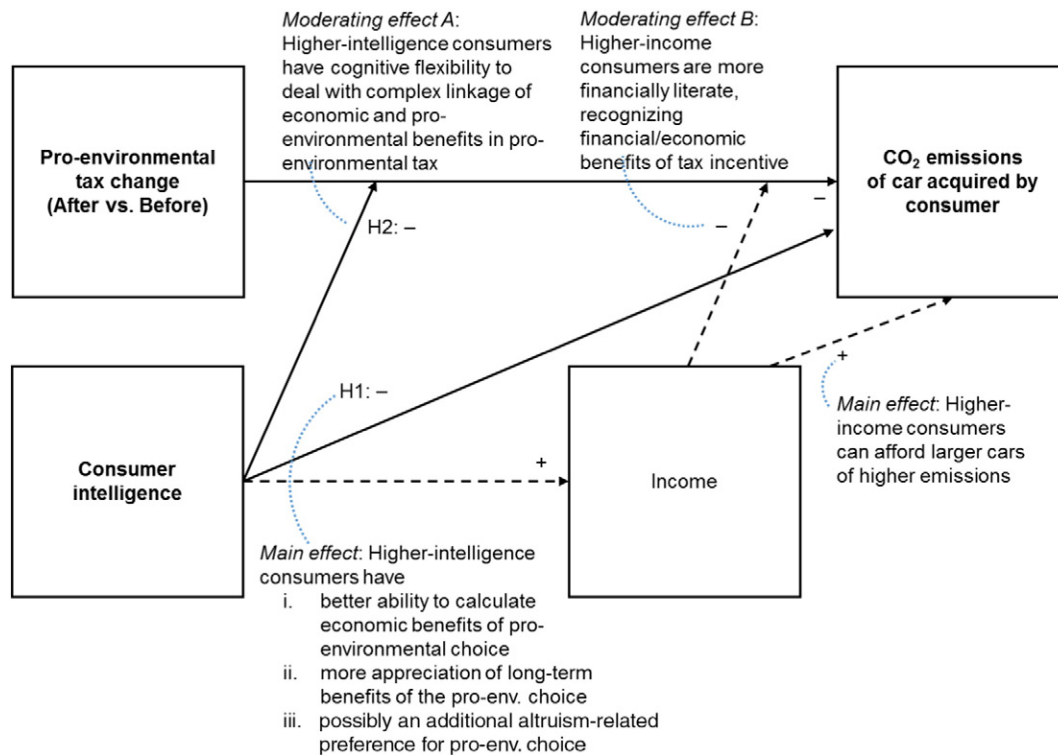 Moderating effect A:
Higher-intelligence consumers
have cognitive flexibility to
deal with complex linkage of
economic and pro-
environmental benefits in pro-
environmental tax
Moderating effect B:
Higher-income
consumers are more
financially literate,
recognizing
financial/economic
benefits of tax incentive
Pro-environmental
tax change
(After vs. Before)
CO₂ emissions
of car acquired by
consumer
–
H2: –
–
H1: –
+
Main effect: Higher-
income consumers
can afford larger cars
of higher emissions
Consumer
intelligence
+
Income
Main effect: Higher-intelligence
consumers have
i. better ability to calculate
economic benefits of pro-
environmental choice
ii. more appreciation of long-term
benefits of the pro-env. choice
iii. possibly an additional altruism-related
preference for pro-env. choice